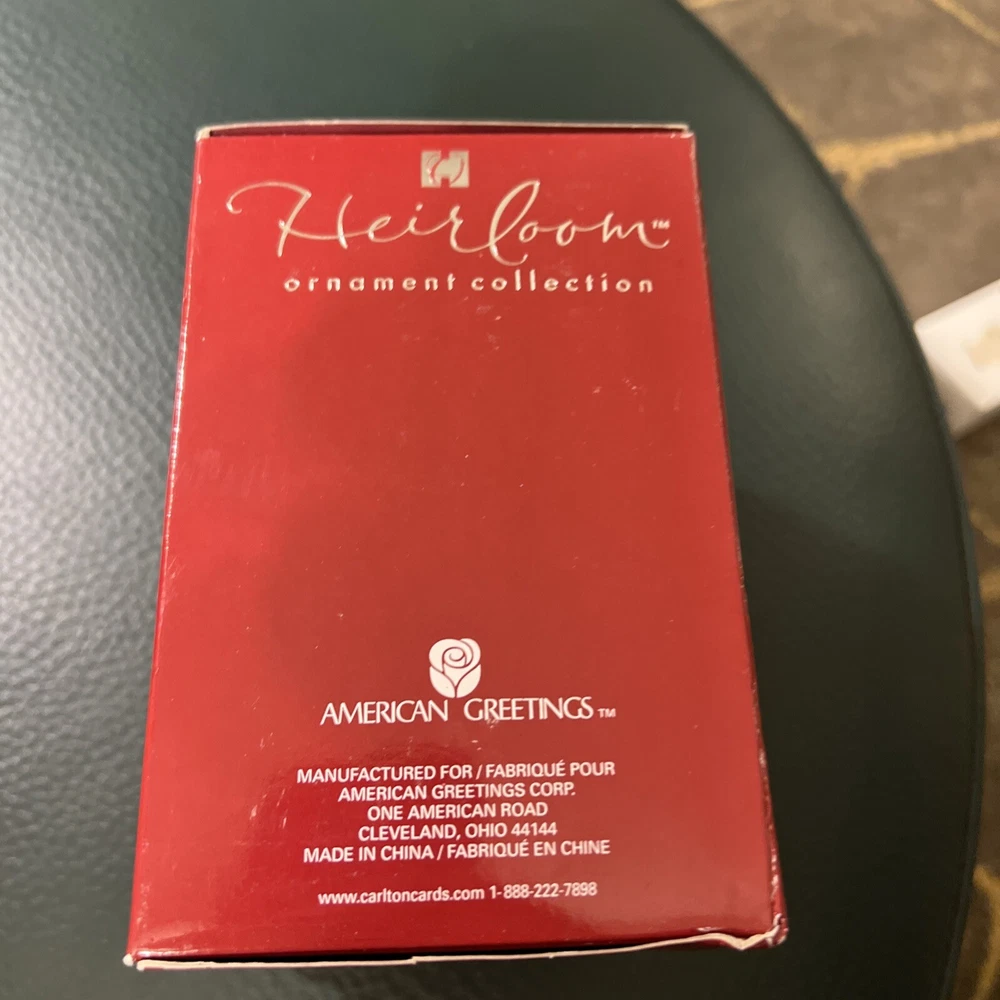 H
Heirloom™
ornament collection
AMERICAN GREETINGS™
MANUFACTURED FOR / FABRIQUÉ POUR
AMERICAN GREETINGS CORP.
ONE AMERICAN ROAD
CLEVELAND, OHIO 44144
MADE IN CHINA / FABRIQUÉ EN CHINE
www.carltoncards.com 1-888-222-7898